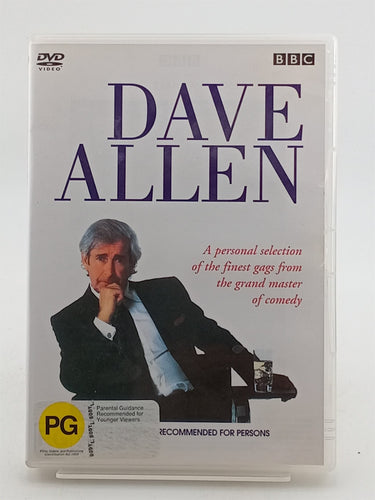 DVD
VIDEO
BBC
DAVE
ALLEN
A personal selection
of the finest gags from
the grand master
of comedy
PG
Parental Guidance
Recommended for
Younger Viewers
RECOMMENDED FOR PERSONS